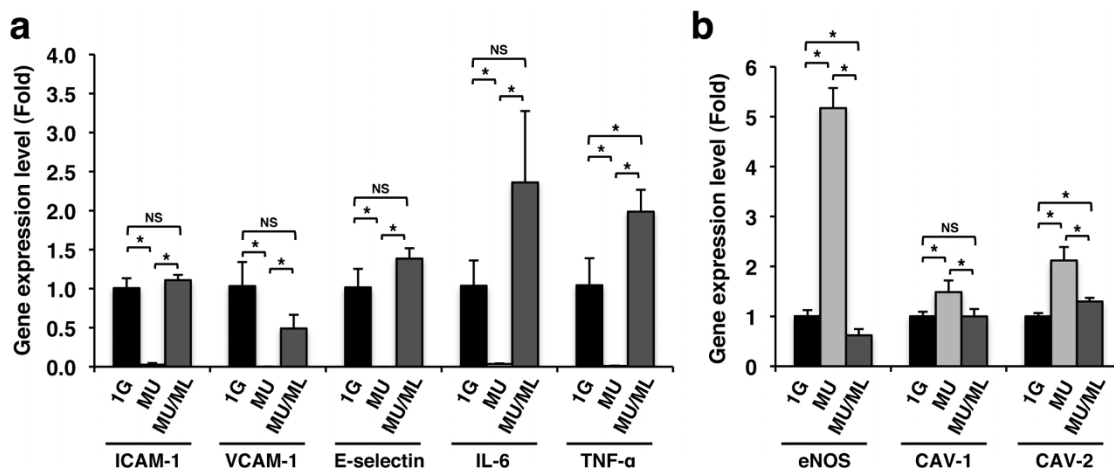 a
Gene expression level (Fold)
4.0
3.5
3.0
2.5
2.0
1.5
1.0
0.5
0.0
NS
* *
NS
* *
NS
* *
NS
* *
*
* *
1G MU MU/ML 1G MU MU/ML 1G MU MU/ML 1G MU MU/ML 1G MU MU/ML
ICAM-1 VCAM-1 E-selectin IL-6 TNF-α
b
Gene expression level (Fold)
6
5
4
3
2
1
0
*
* *
NS
* *
*
* *
1G MU MU/ML 1G MU MU/ML 1G MU MU/ML
eNOS CAV-1 CAV-2